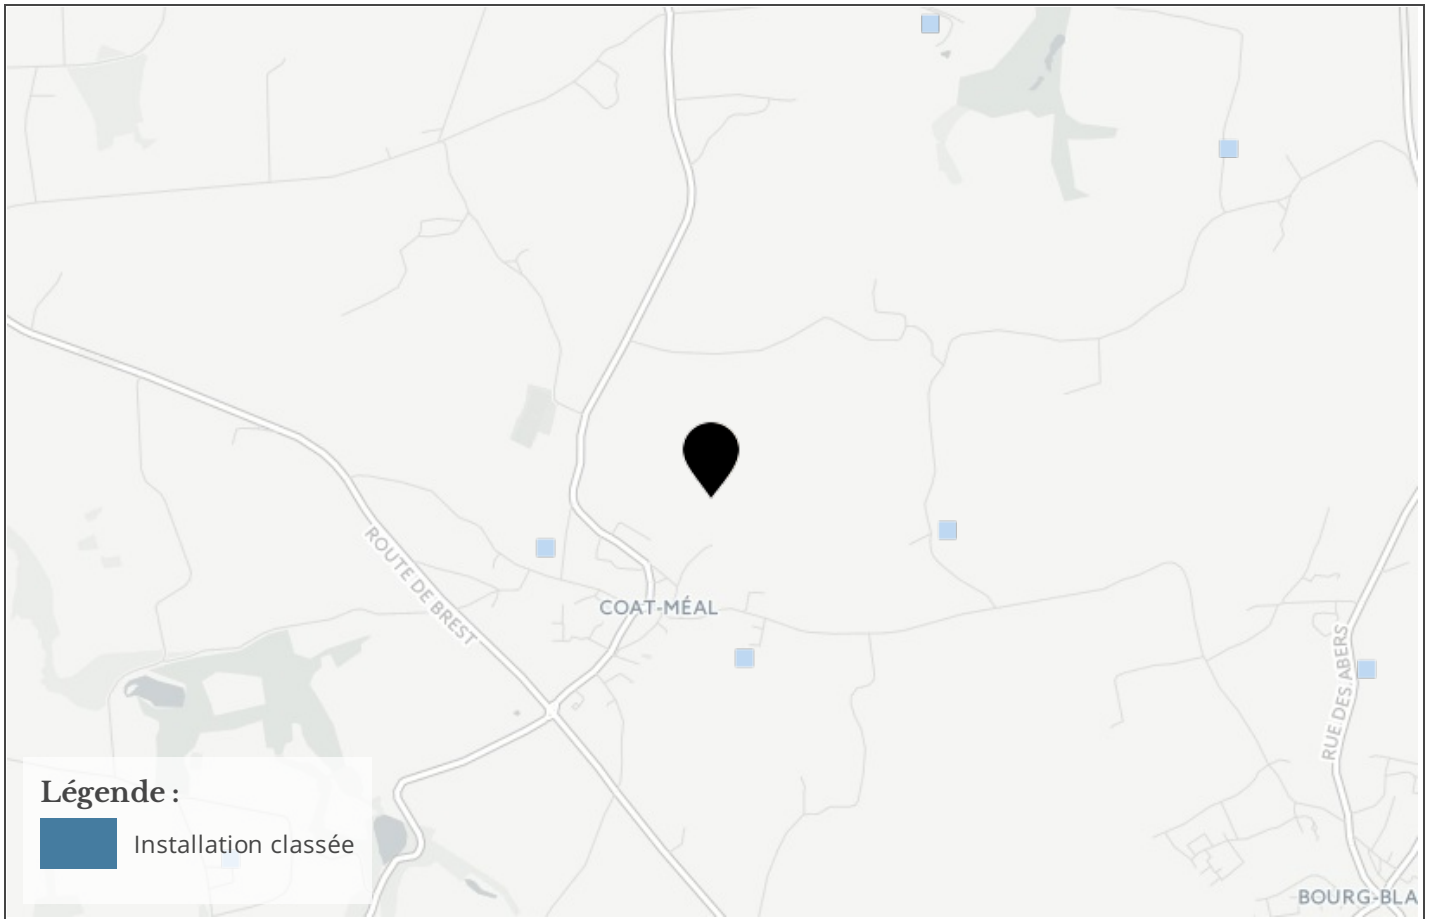 ROUTE DE BREST
COAT-MÉAL
RUE DES ABERS
Légende :
Installation classée
BOURG-BLA